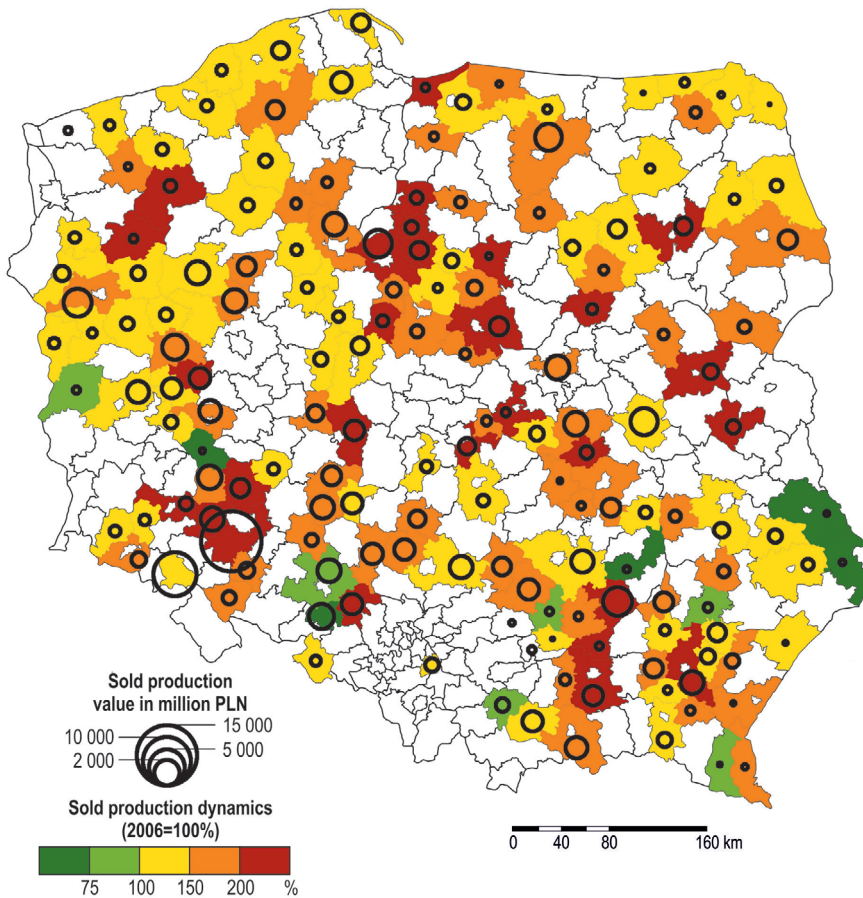 Sold production
value in million PLN
15 000
10 000
5 000
2 000
Sold production dynamics
(2006=100%)
75 100 150 200 %
0 40 80 160 km